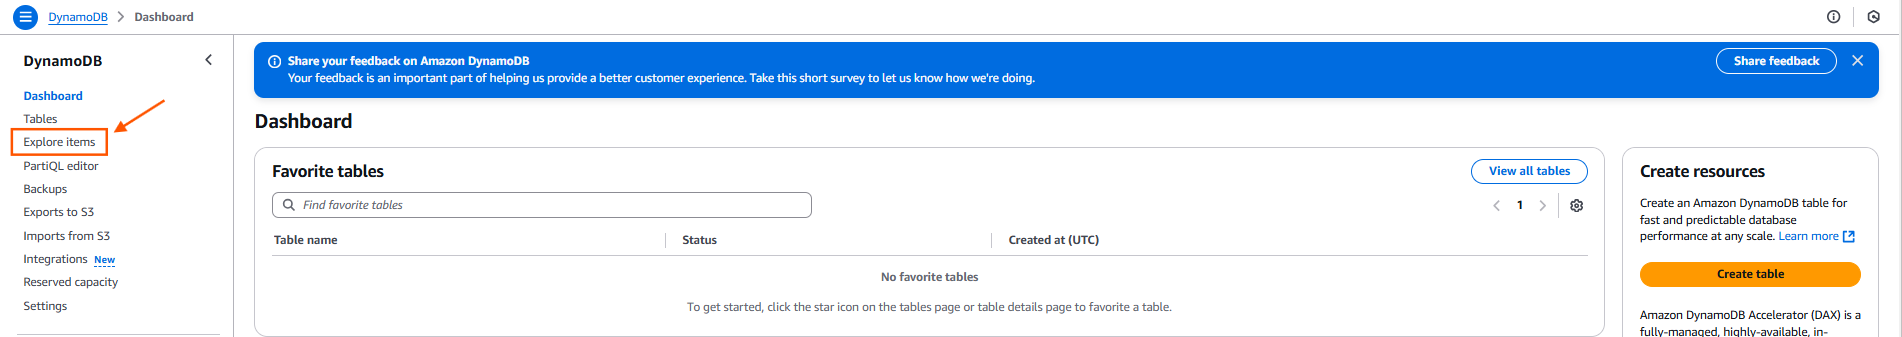 DynamoDB > Dashboard
DynamoDB
Dashboard
Tables
Explore items
PartiQL editor
Backups
Exports to S3
Imports from S3
Integrations New
Reserved capacity
Settings
Share your feedback on Amazon DynamoDB
Your feedback is an important part of helping us provide a better customer experience. Take this short survey to let us know how we're doing.
Share feedback
Dashboard
Favorite tables
View all tables
Find favorite tables
1
Table name Status Created at (UTC)
No favorite tables
To get started, click the star icon on the tables page or table details page to favorite a table.
Create resources
Create an Amazon DynamoDB table for
fast and predictable database
performance at any scale. Learn more
Create table
Amazon DynamoDB Accelerator (DAX) is a
fully-managed, highly-available, in-